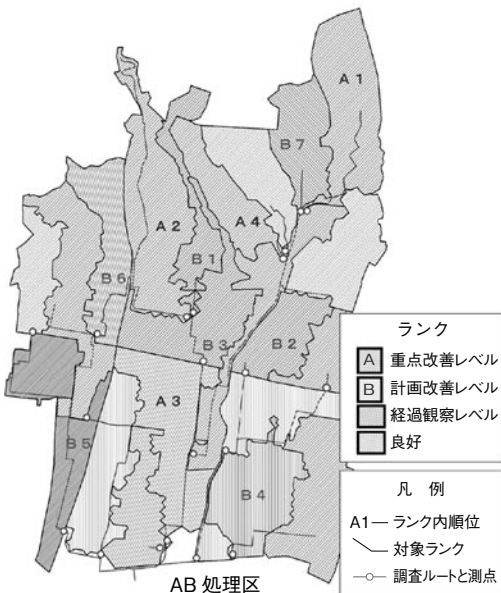 A1
B7
A2
A4
B1
B6
B3
B2
A3
B5
B4
ランク
A 重点改善レベル
B 計画改善レベル
経過観察レベル
良好
凡 例
A1 ランク内順位
対象ランク
調査ルートと測点
AB 処理区